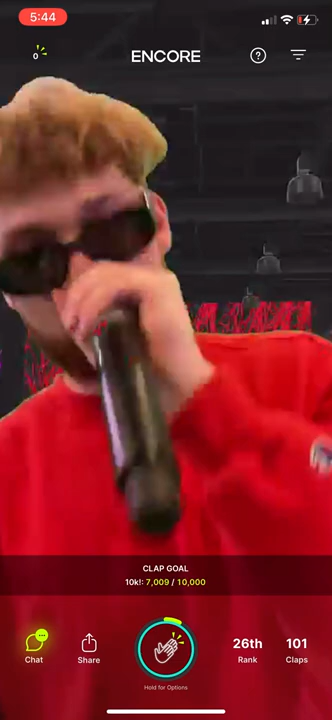 5:44
0
ENCORE
?
CLAP GOAL
10k!: 7,009 / 10,000
Chat
Share
26th
Rank
101
Claps
Hold for Options